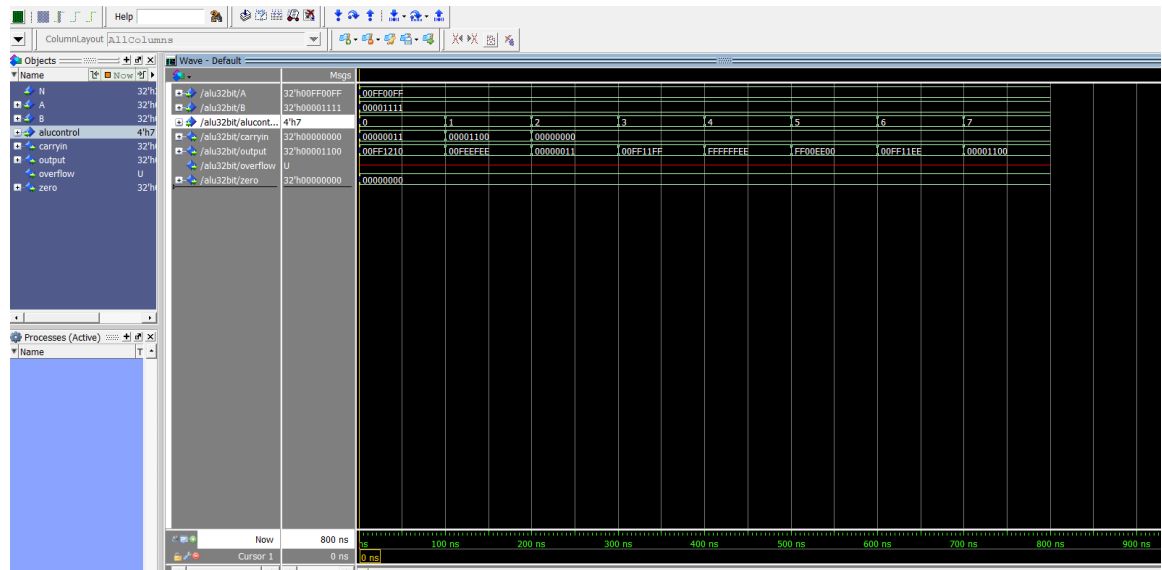 Help
ColumnLayout AllColumns
Objects
Name Now
N 32'h
A 32'h
B 32'h
alucontrol 4'h7
carryin 32'h
output 32'h
overflow U
zero 32'h
Processes (Active)
Name T
Wave - Default
Msgs
/alu32bit/A 32'h00FF00FF 00FF00FF
/alu32bit/B 32'h00001111 00001111
/alu32bit/alucont... 4'h7 0 1 2 3 4 5 6 7
/alu32bit/carryin 32'h00000000 00000011 00001100 00000000
/alu32bit/output 32'h00001100 00FF1210 00FEEFEE 00000011 00FF11FF FFFFFFEE FF00EE00 00FF11EE 00001100
/alu32bit/overflow U
/alu32bit/zero 32'h00000000 00000000
Now 800 ns ns 100 ns 200 ns 300 ns 400 ns 500 ns 600 ns 700 ns 800 ns 900 ns
Cursor 1 0 ns 0 ns